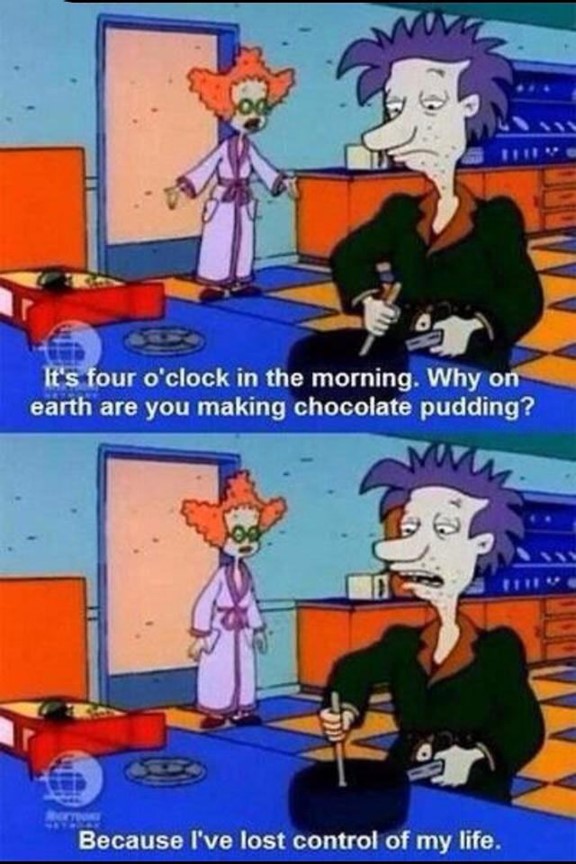 It's four o'clock in the morning. Why on
earth are you making chocolate pudding?
NETWORK
Because I've lost control of my life.